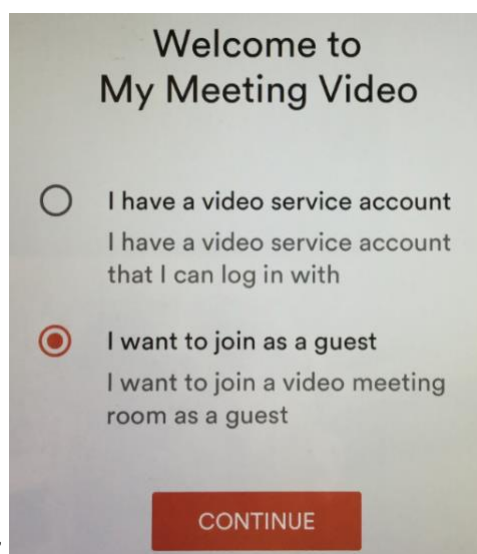 Welcome to
My Meeting Video
I have a video service account
I have a video service account
that I can log in with
I want to join as a guest
I want to join a video meeting
room as a guest
CONTINUE